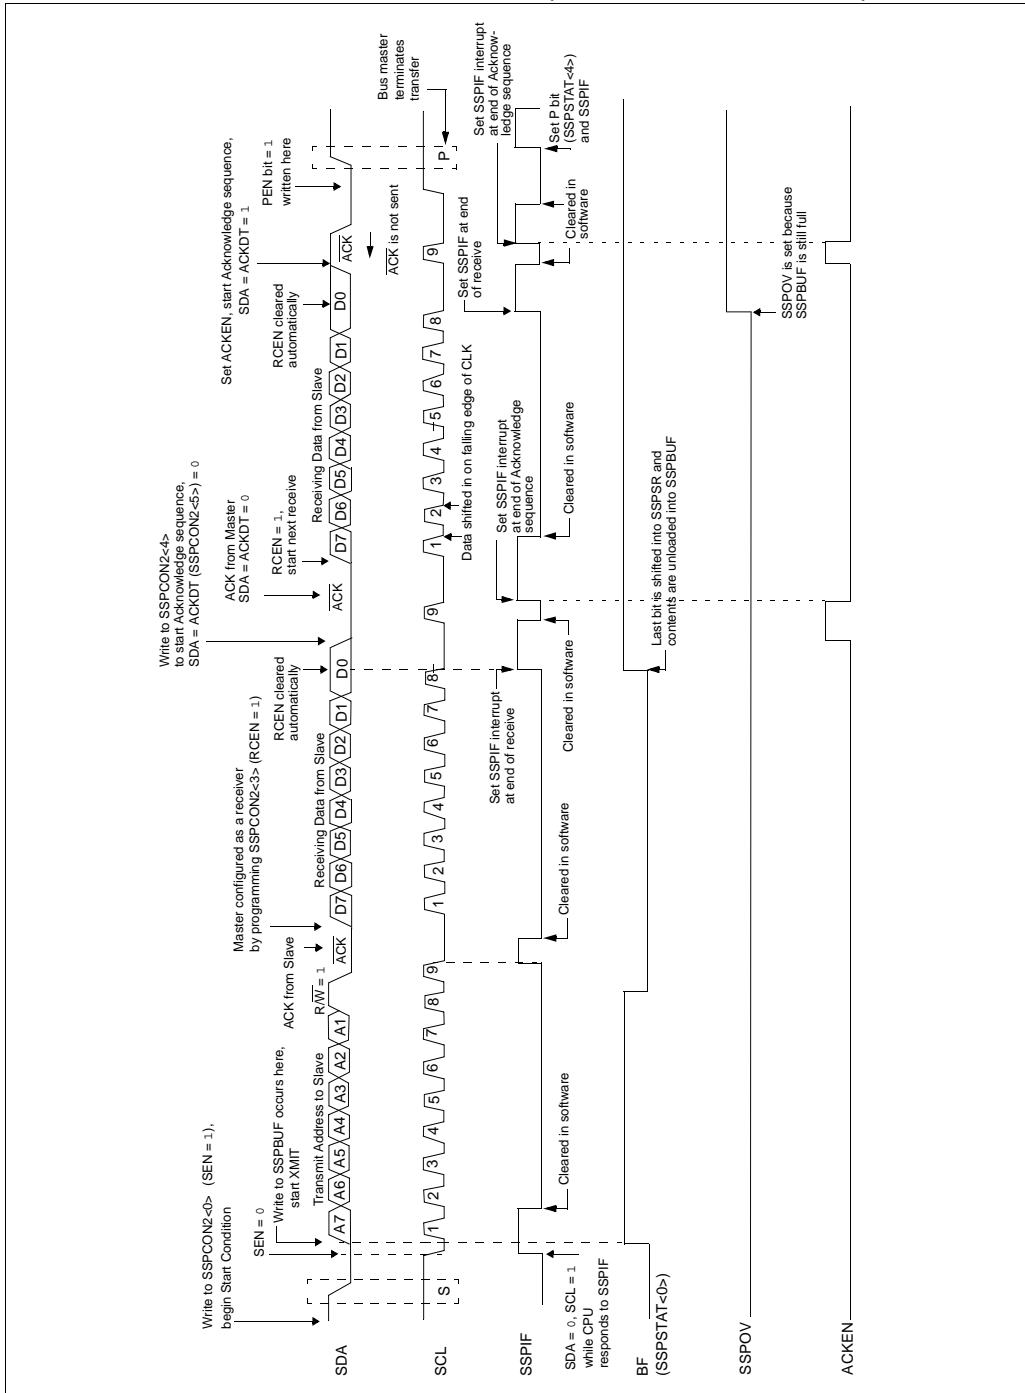 Write to SSPCON2<0> (SEN = 1),
begin Start Condition
SEN = 0
Write to SSPBUF occurs here,
start XMIT
ACK from Slave
Master configured as a receiver
by programming SSPCON2<3> (RCEN = 1)
RCEN cleared
automatically
Write to SSPCON2<4>
to start Acknowledge sequence,
SDA = ACKDT (SSPCON2<5>) = 0
ACK from Master
SDA = ACKDT = 0
RCEN = 1,
start next receive
RCEN cleared
automatically
Set ACKEN, start Acknowledge sequence,
SDA = ACKDT = 1
PEN bit = 1
written here
Transmit Address to Slave
R/W = 1
Receiving Data from Slave
Receiving Data from Slave
SDA
A7 A6 A5 A4 A3 A2 A1
ACK
D7 D6 D5 D4 D3 D2 D1 D0
ACK
D7 D6 D5 D4 D3 D2 D1 D0
ACK
ACK is not sent
Bus master
terminates
transfer
SCL
S
1 2 3 4 5 6 7 8 9
1 2 3 4 5 6 7 8 9
1 2 3 4 5 6 7 8 9
P
Data shifted in on falling edge of CLK
Set SSPIF interrupt
at end of receive
Set SSPIF interrupt
at end of Acknowledge
sequence
Set SSPIF at end
of receive
Set SSPIF interrupt
at end of Acknow-
ledge sequence
SSPIF
SDA = 0, SCL = 1
while CPU
responds to SSPIF
Cleared in software
Cleared in software
Cleared in software
Cleared in software
Cleared in
software
Set P bit
(SSPSTAT<4>)
and SSPIF
BF
(SSPSTAT<0>)
Last bit is shifted into SSPSR and
contents are unloaded into SSPBUF
SSPOV
SSPOV is set because
SSPBUF is still full
ACKEN